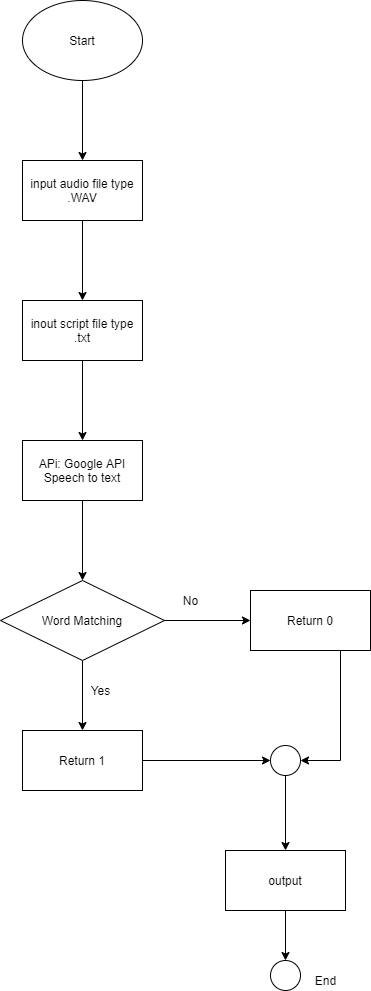 Start
input audio file type
.WAV
inout script file type
.txt
APi: Google API
Speech to text
Word Matching
No
Return 0
Yes
Return 1
output
End